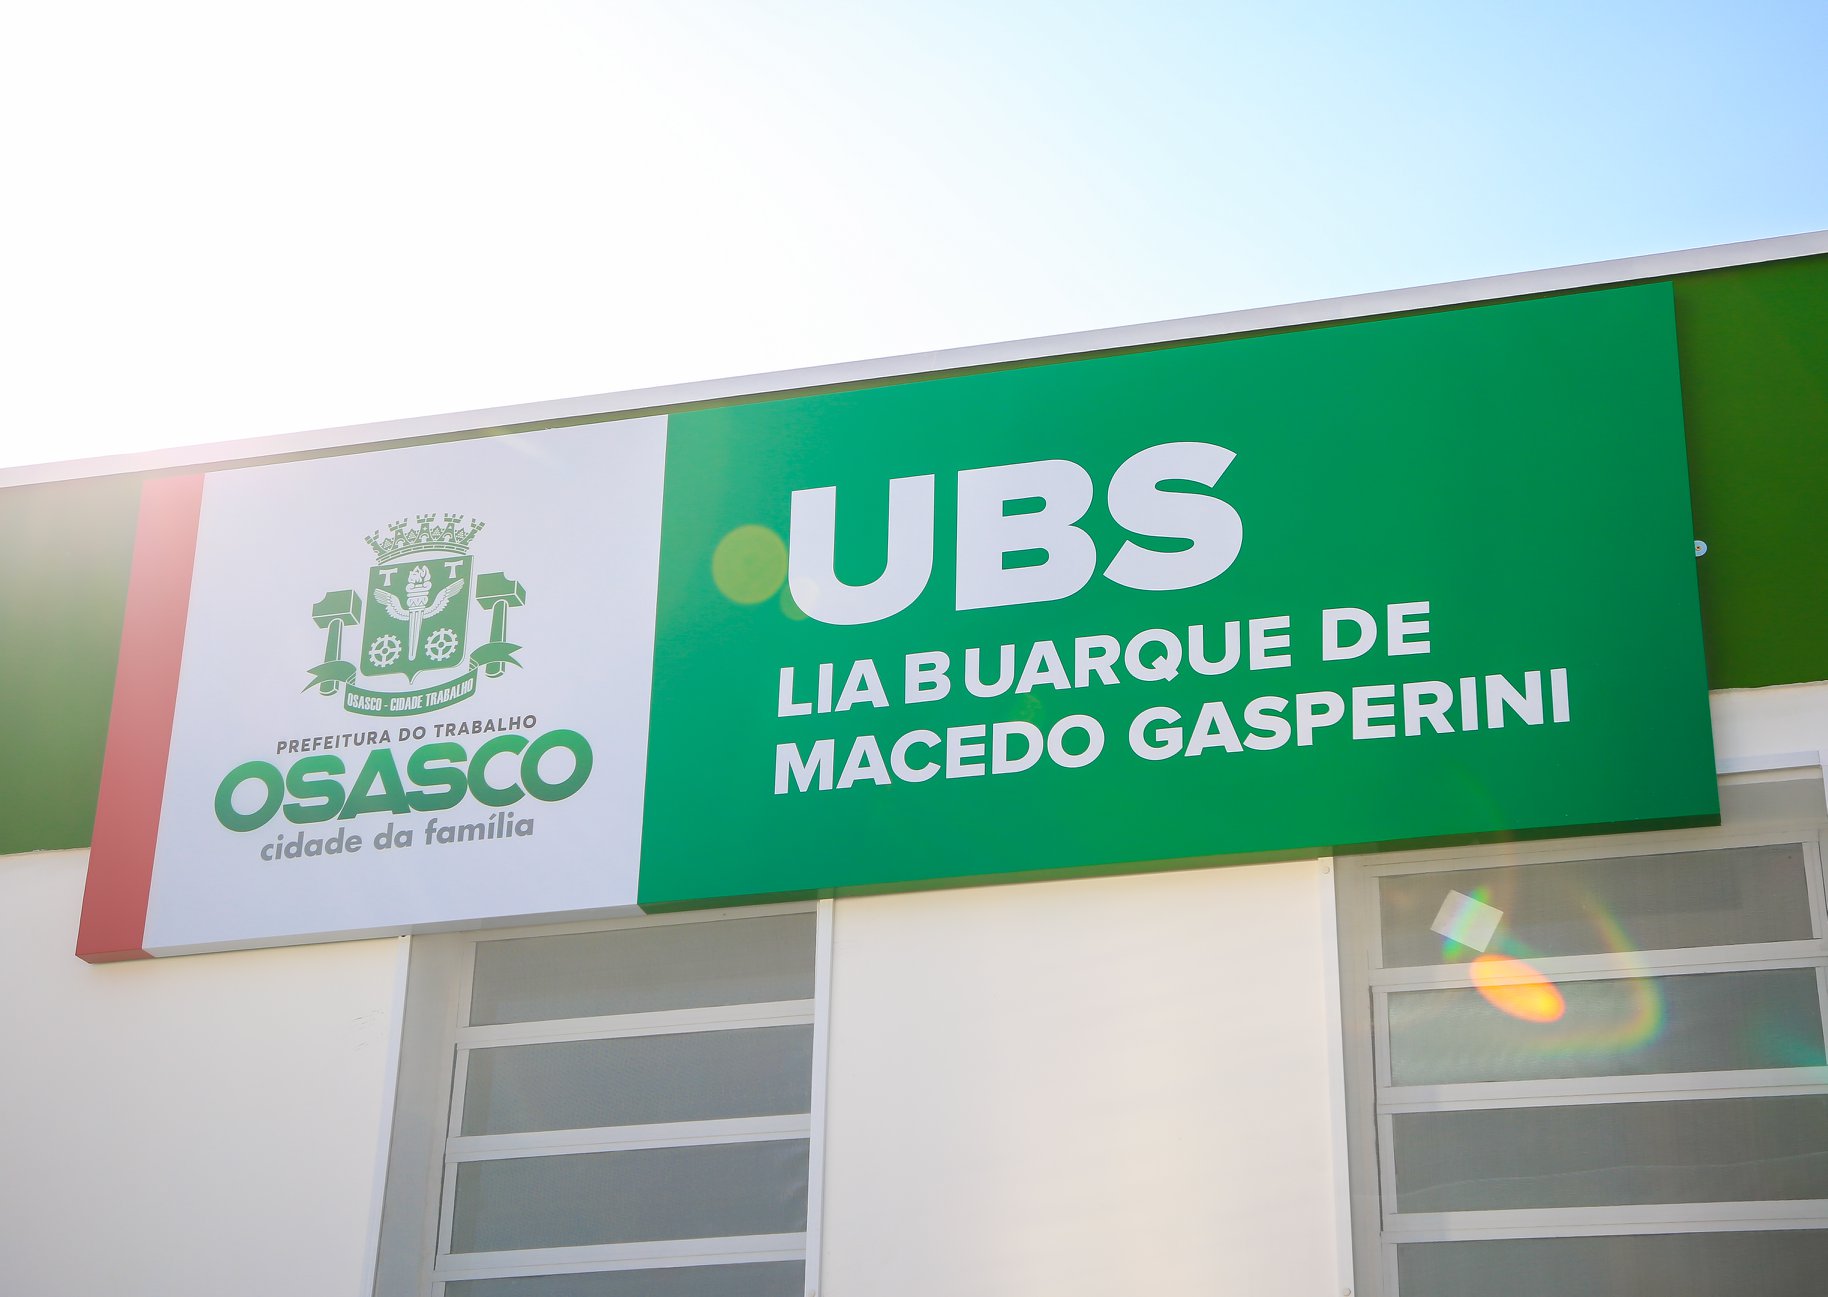 T T
OSASCO - CIDADE TRABALHO
PREFEITURA DO TRABALHO
OSASCO
cidade da família
UBS
LIA BUARQUE DE
MACEDO GASPERINI